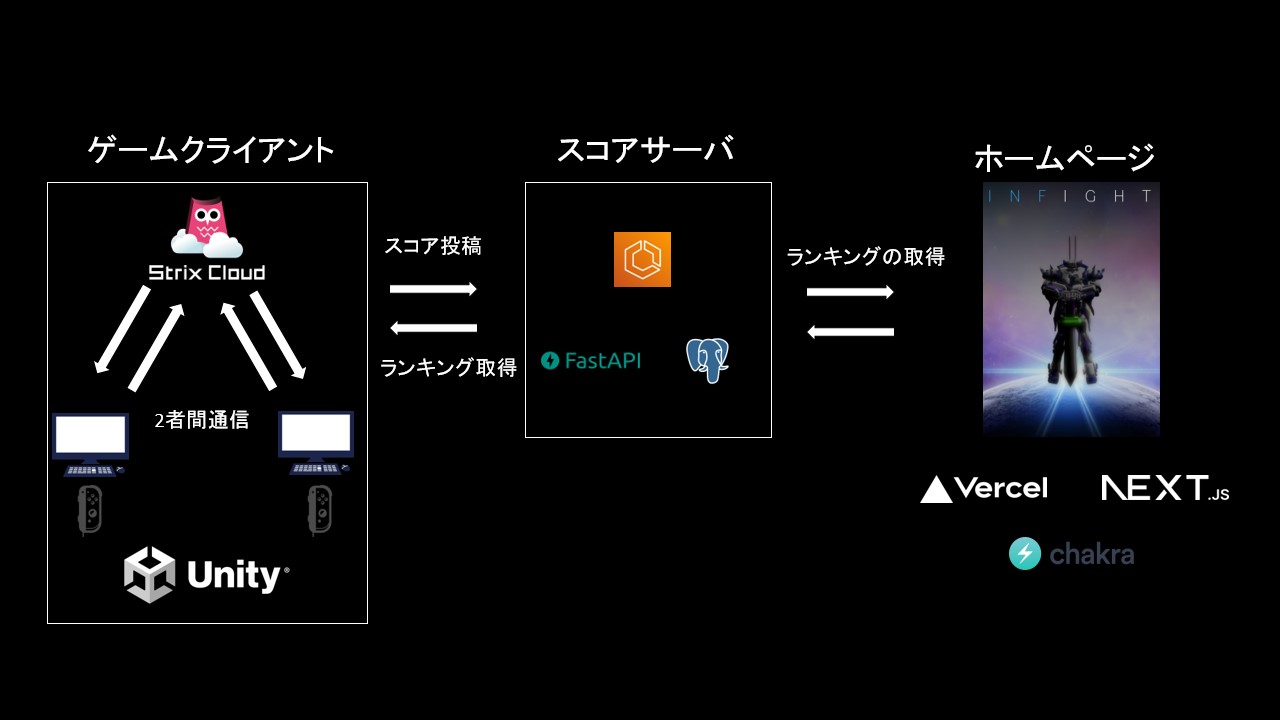 ゲームクライアント
スコアサーバ
ホームページ
INFIGHT
Strix Cloud
スコア投稿
ランキング取得
ランキングの取得
FastAPI
2者間通信
Unity®
Vercel
NEXT.JS
chakra